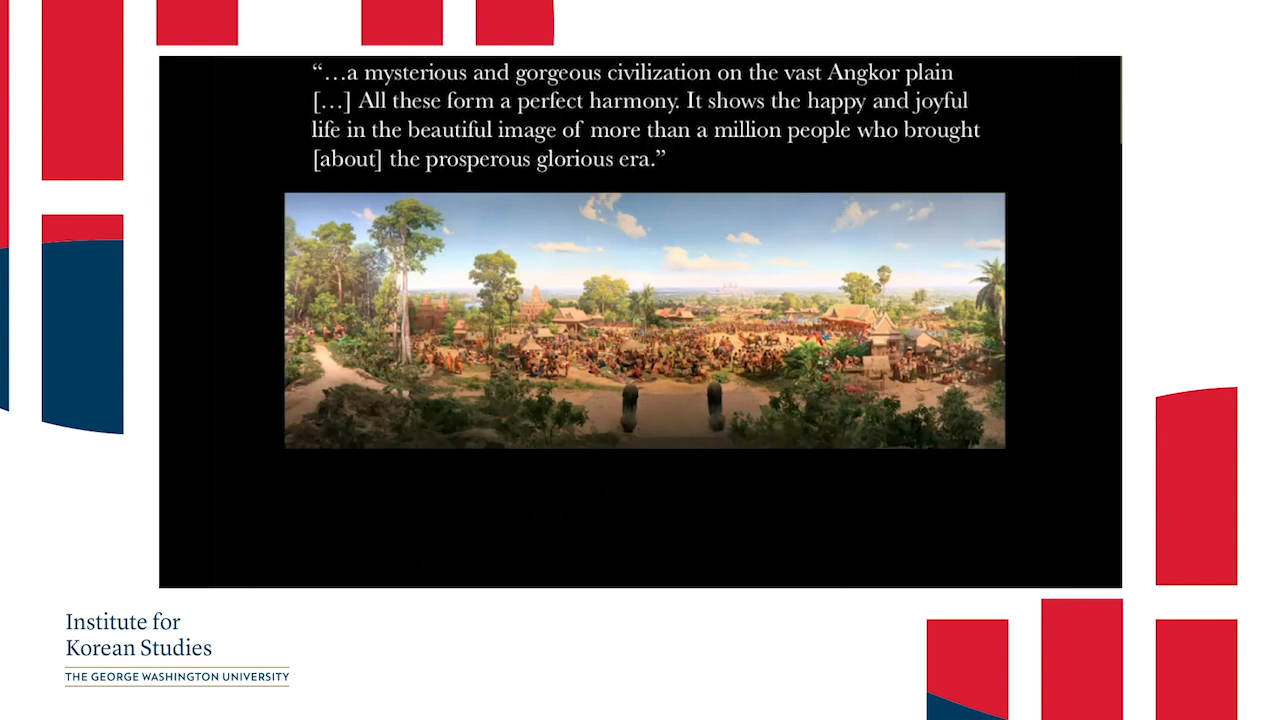 “…a mysterious and gorgeous civilization on the vast Angkor plain
[…] All these form a perfect harmony. It shows the happy and joyful
life in the beautiful image of more than a million people who brought
[about] the prosperous glorious era.”
Institute for
Korean Studies
THE GEORGE WASHINGTON UNIVERSITY